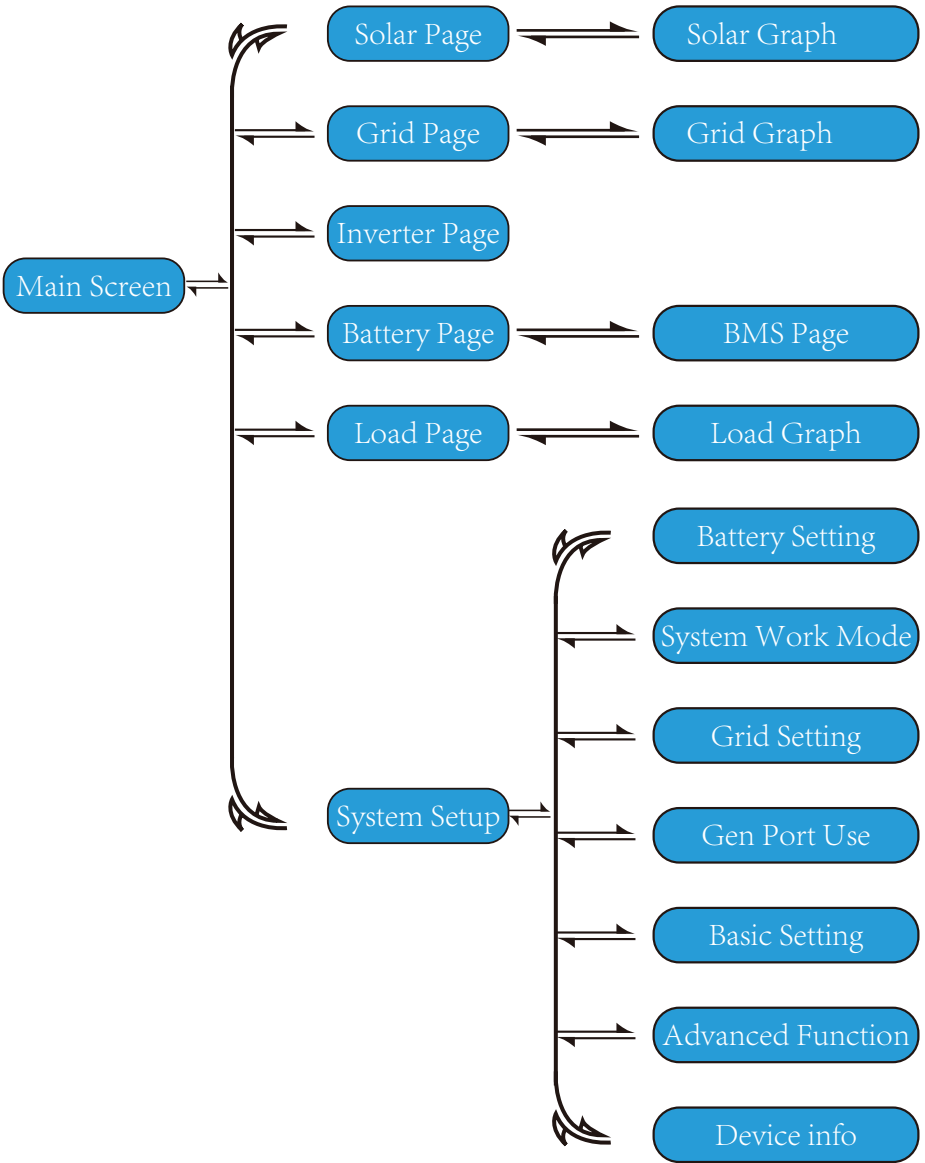 Solar Page
Solar Graph
Grid Page
Grid Graph
Inverter Page
Main Screen
Battery Page
BMS Page
Load Page
Load Graph
Battery Setting
System Work Mode
Grid Setting
System Setup
Gen Port Use
Basic Setting
Advanced Function
Device info